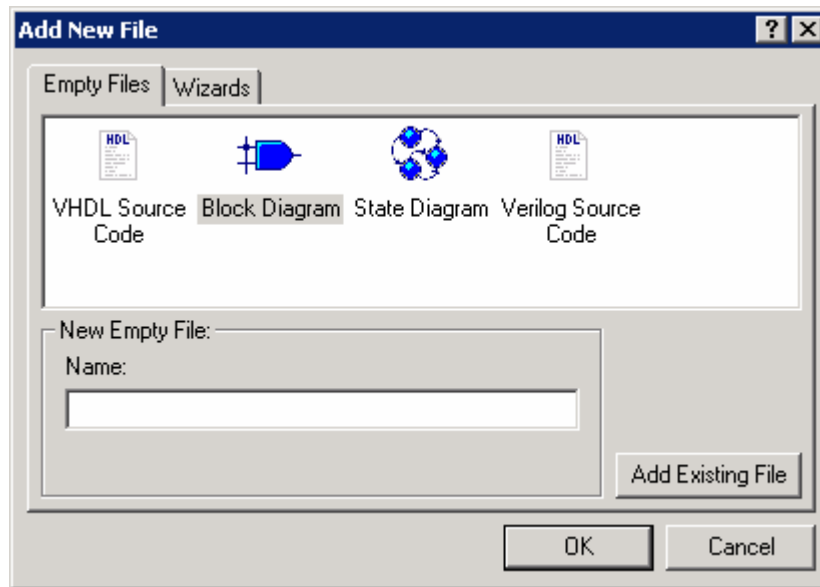 Add New File
Empty Files
Wizards
HDL
HDL
VHDL Source
Code
Block Diagram
State Diagram
Verilog Source
Code
New Empty File:
Name:
Add Existing File
OK
Cancel